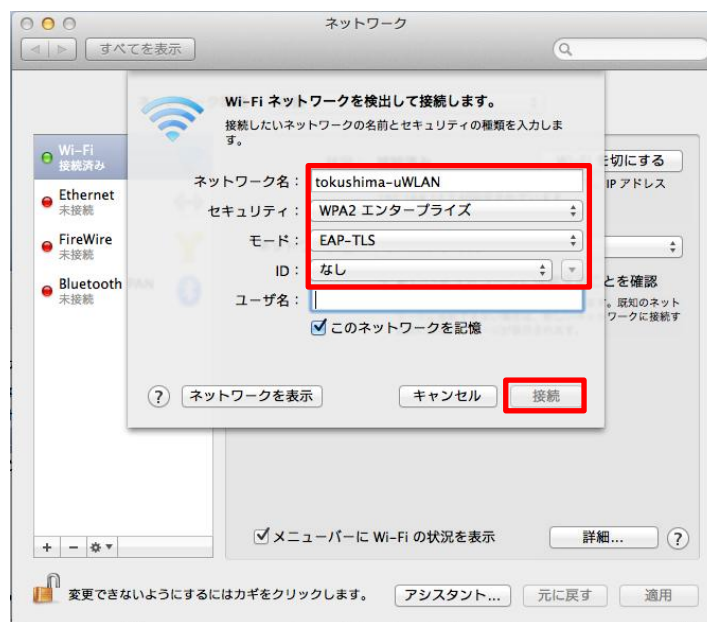 ネットワーク
すべてを表示
Wi-Fi ネットワークを検出して接続します。
接続したいネットワークの名前とセキュリティの種類を入力しま
す。
Wi-Fi
接続済み
を切にする
IP アドレス
ネットワーク名： tokushima-uWLAN
Ethernet
未接続
セキュリティ： WPA2 エンタープライズ
FireWire
未接続
モード： EAP-TLS
ID： なし
Bluetooth PAN
未接続
とを確認
ユーザ名：
。既知のネット
ワークに接続す
このネットワークを記憶
? ネットワークを表示 キャンセル 接続
メニューバーに Wi-Fi の状況を表示 詳細... ?
変更できないようにするにはカギをクリックします。 アシスタント... 元に戻す 適用